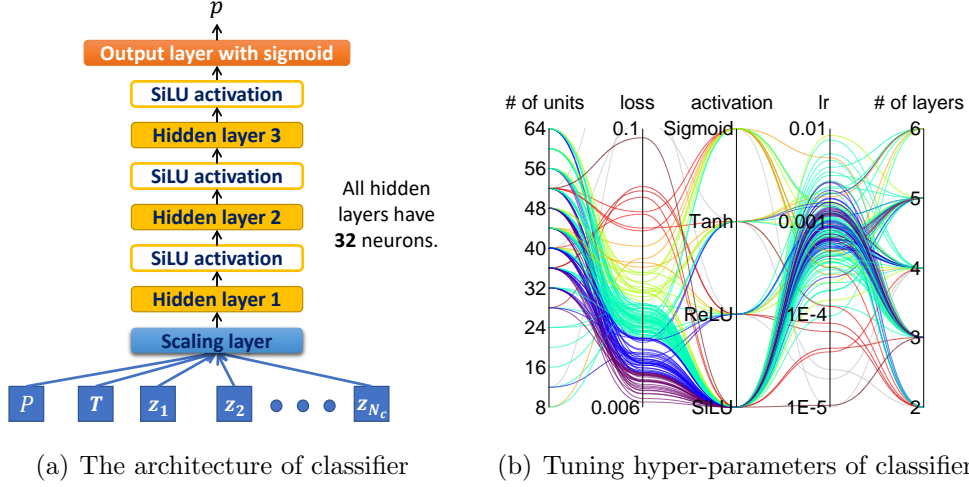 p
Output layer with sigmoid
SiLU activation
Hidden layer 3
SiLU activation
Hidden layer 2
SiLU activation
Hidden layer 1
Scaling layer
All hidden
layers have
32 neurons.
P T z₁ z₂ z_{N_c}
(a) The architecture of classifier
# of units loss activation lr # of layers
64
56
48
40
32
24
16
8
0.1
0.006
Sigmoid
Tanh
ReLU
SiLU
0.01
0.001
1E-4
1E-5
6
5
4
3
2
(b) Tuning hyper-parameters of classifier